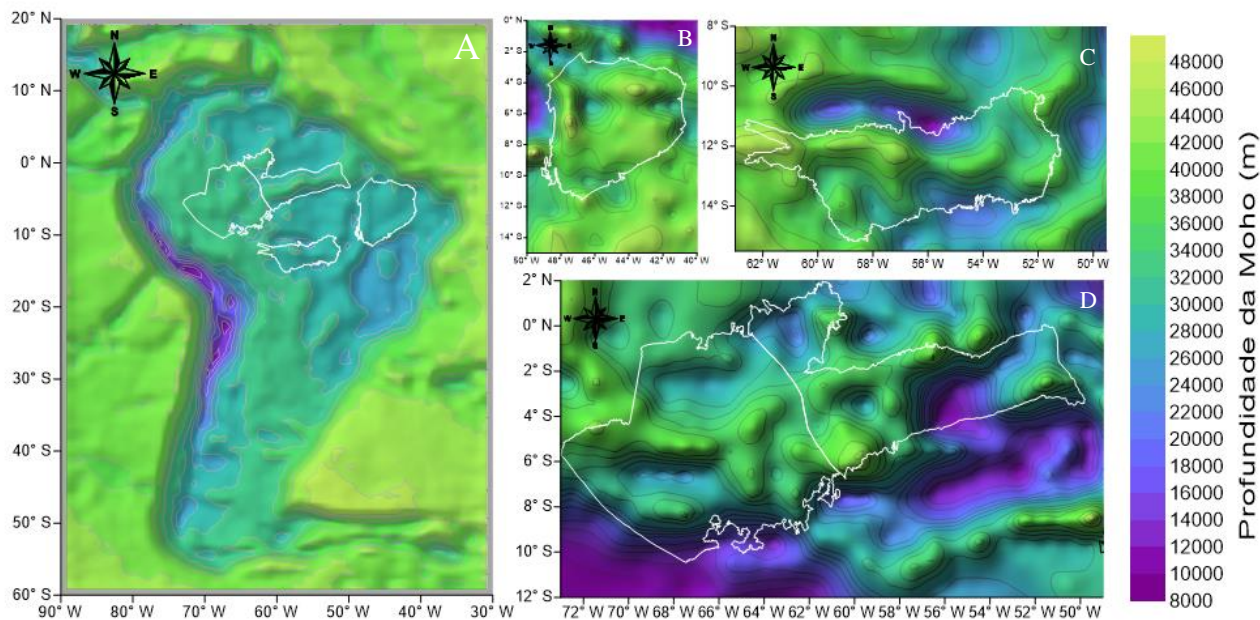 A
20° N
10° N
0° N
10° S
20° S
30° S
40° S
50° S
60° S
90° W 80° W 70° W 60° W 50° W 40° W 30° W
N
W E
S
B
0° N
2° S
4° S
6° S
8° S
10° S
12° S
14° S
50° W 48° W 46° W 44° W 42° W 40° W
C
8° S
10° S
12° S
14° S
62° W 60° W 58° W 56° W 54° W 52° W 50° W
D
2° N
0° N
2° S
4° S
6° S
8° S
10° S
12° S
72° W 70° W 68° W 66° W 64° W 62° W 60° W 58° W 56° W 54° W 52° W 50° W
48000
46000
44000
42000
40000
38000
36000
34000
32000
30000
28000
26000
24000
22000
20000
18000
16000
14000
12000
10000
8000
Profundidade da Moho (m)